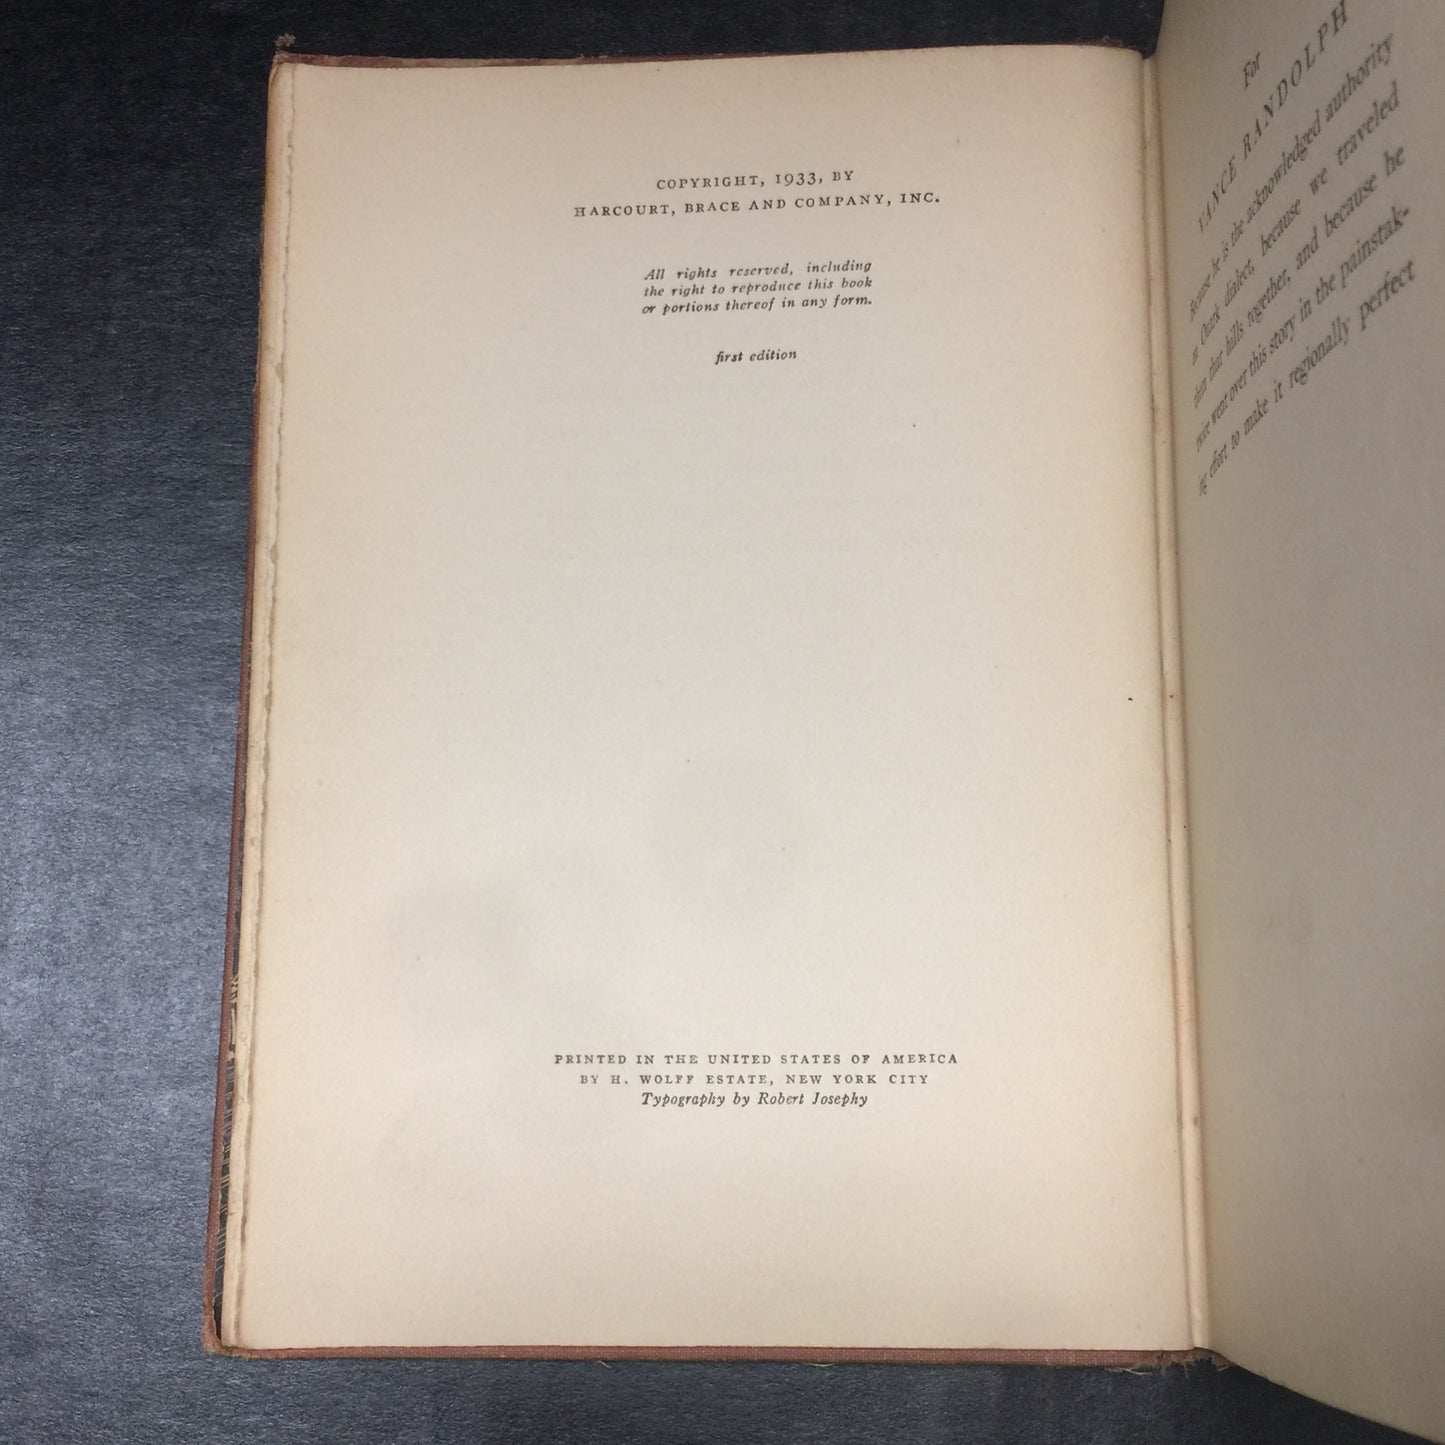 COPYRIGHT, 1933, BY
HARCOURT, BRACE AND COMPANY, INC.
All rights reserved, including
the right to reproduce this book
or portions thereof in any form.
first edition
PRINTED IN THE UNITED STATES OF AMERICA
BY H. WOLFF ESTATE, NEW YORK CITY
Typography by Robert Josephy
For
VANCE RANDOLPH
Because he is the acknowledged authority
on Ozark dialect, because we traveled
them thar hills together, and because he
twice went over this story in the painstak-
ing effort to make it regionally perfect